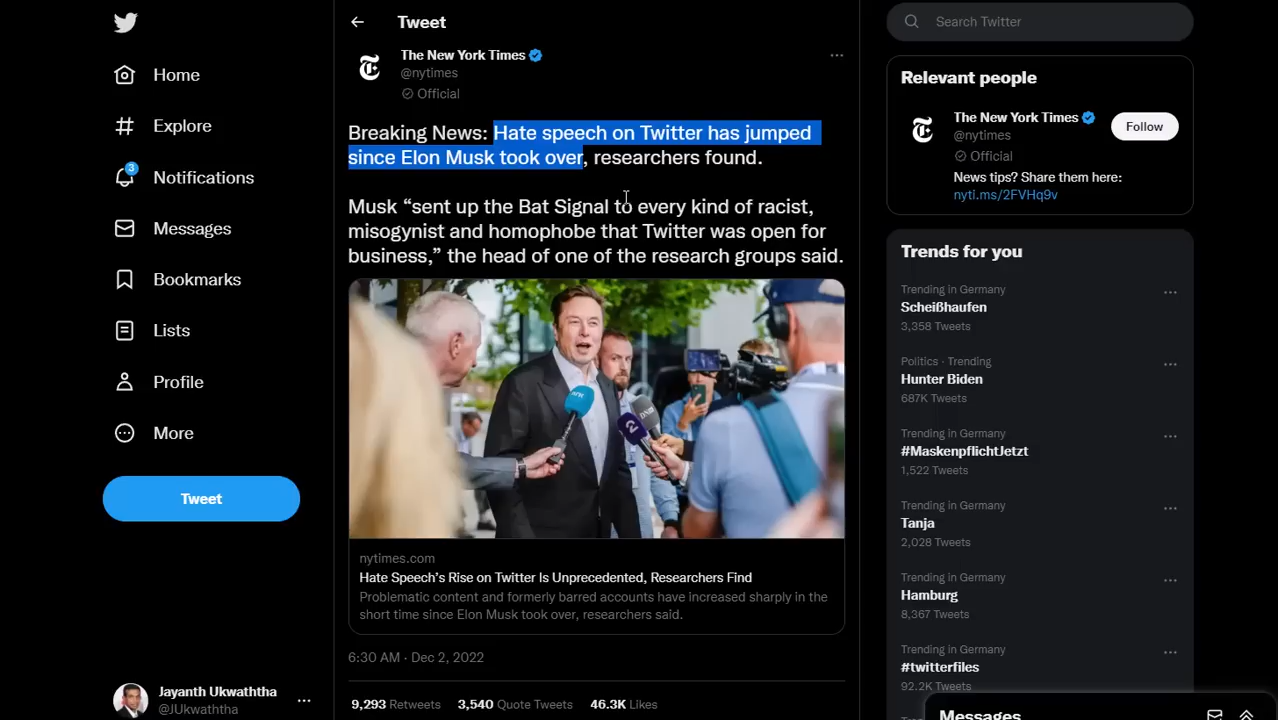 Home
Explore
3
Notifications
Messages
Bookmarks
Lists
Profile
More
Tweet
Jayanth Ukwaththa
@JUkwaththa
Tweet
The New York Times
@nytimes
Official
Breaking News: Hate speech on Twitter has jumped
since Elon Musk took over, researchers found.
Musk “sent up the Bat Signal to every kind of racist,
misogynist and homophobe that Twitter was open for
business,” the head of one of the research groups said.
nytimes.com
Hate Speech’s Rise on Twitter Is Unprecedented, Researchers Find
Problematic content and formerly barred accounts have increased sharply in the
short time since Elon Musk took over, researchers said.
6:30 AM · Dec 2, 2022
9,293 Retweets 3,540 Quote Tweets 46.3K Likes
Search Twitter
Relevant people
The New York Times
@nytimes
Official
Follow
News tips? Share them here:
nyti.ms/2FVHq9v
Trends for you
Trending in Germany
Scheißhaufen
3,358 Tweets
Politics · Trending
Hunter Biden
687K Tweets
Trending in Germany
#MaskenpflichtJetzt
1,522 Tweets
Trending in Germany
Tanja
2,028 Tweets
Trending in Germany
Hamburg
8,367 Tweets
Trending in Germany
#twitterfiles
92.2K Tweets
Messages